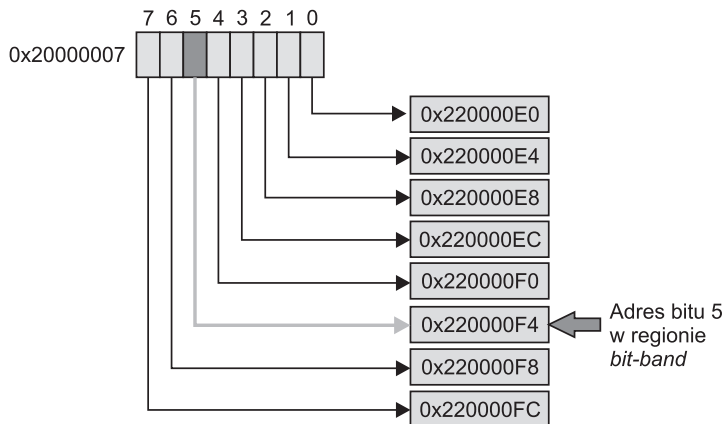 7 6 5 4 3 2 1 0
0x20000007
0x220000E0
0x220000E4
0x220000E8
0x220000EC
0x220000F0
0x220000F4
Adres bitu 5
w regionie
bit-band
0x220000F8
0x220000FC